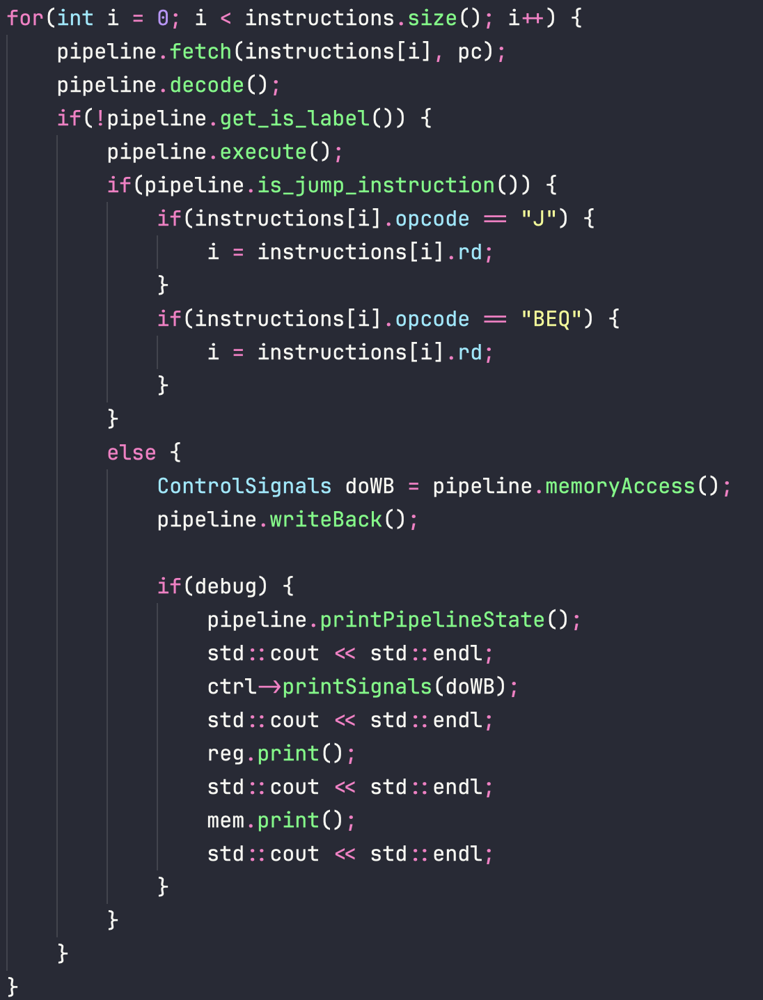 for(int i = 0; i < instructions.size(); i++) {
    pipeline.fetch(instructions[i], pc);
    pipeline.decode();
    if(!pipeline.get_is_label()) {
        pipeline.execute();
        if(pipeline.is_jump_instruction()) {
            if(instructions[i].opcode == "J") {
                i = instructions[i].rd;
            }
            if(instructions[i].opcode == "BEQ") {
                i = instructions[i].rd;
            }
        }
        else {
            ControlSignals doWB = pipeline.memoryAccess();
            pipeline.writeBack();

            if(debug) {
                pipeline.printPipelineState();
                std::cout << std::endl;
                ctrl->printSignals(doWB);
                std::cout << std::endl;
                reg.print();
                std::cout << std::endl;
                mem.print();
                std::cout << std::endl;
            }
        }
    }
}